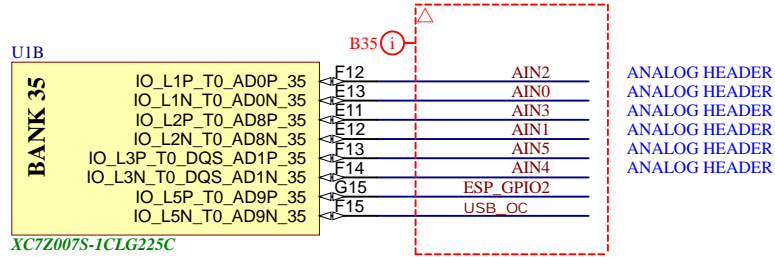 B35 i
U1B
BANK 35
IO_L1P_T0_AD0P_35 F12 AIN2 ANALOG HEADER
IO_L1N_T0_AD0N_35 E13 AIN0 ANALOG HEADER
IO_L2P_T0_AD8P_35 E11 AIN3 ANALOG HEADER
IO_L2N_T0_AD8N_35 E12 AIN1 ANALOG HEADER
IO_L3P_T0_DQS_AD1P_35 F13 AIN5 ANALOG HEADER
IO_L3N_T0_DQS_AD1N_35 F14 AIN4 ANALOG HEADER
IO_L5P_T0_AD9P_35 G15 ESP_GPIO2
IO_L5N_T0_AD9N_35 F15 USB_OC
XC7Z007S-1CLG225C